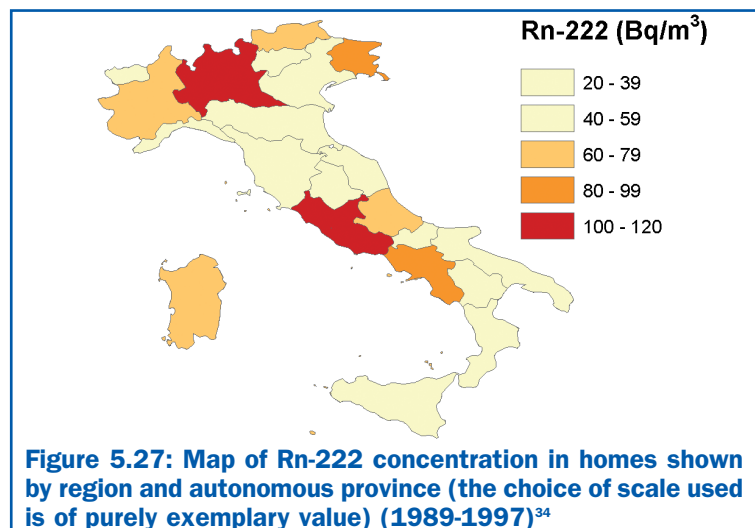 Rn-222 (Bq/m³)
20 - 39
40 - 59
60 - 79
80 - 99
100 - 120
Figure 5.27: Map of Rn-222 concentration in homes shown
by region and autonomous province (the choice of scale used
is of purely exemplary value) (1989-1997)³⁴